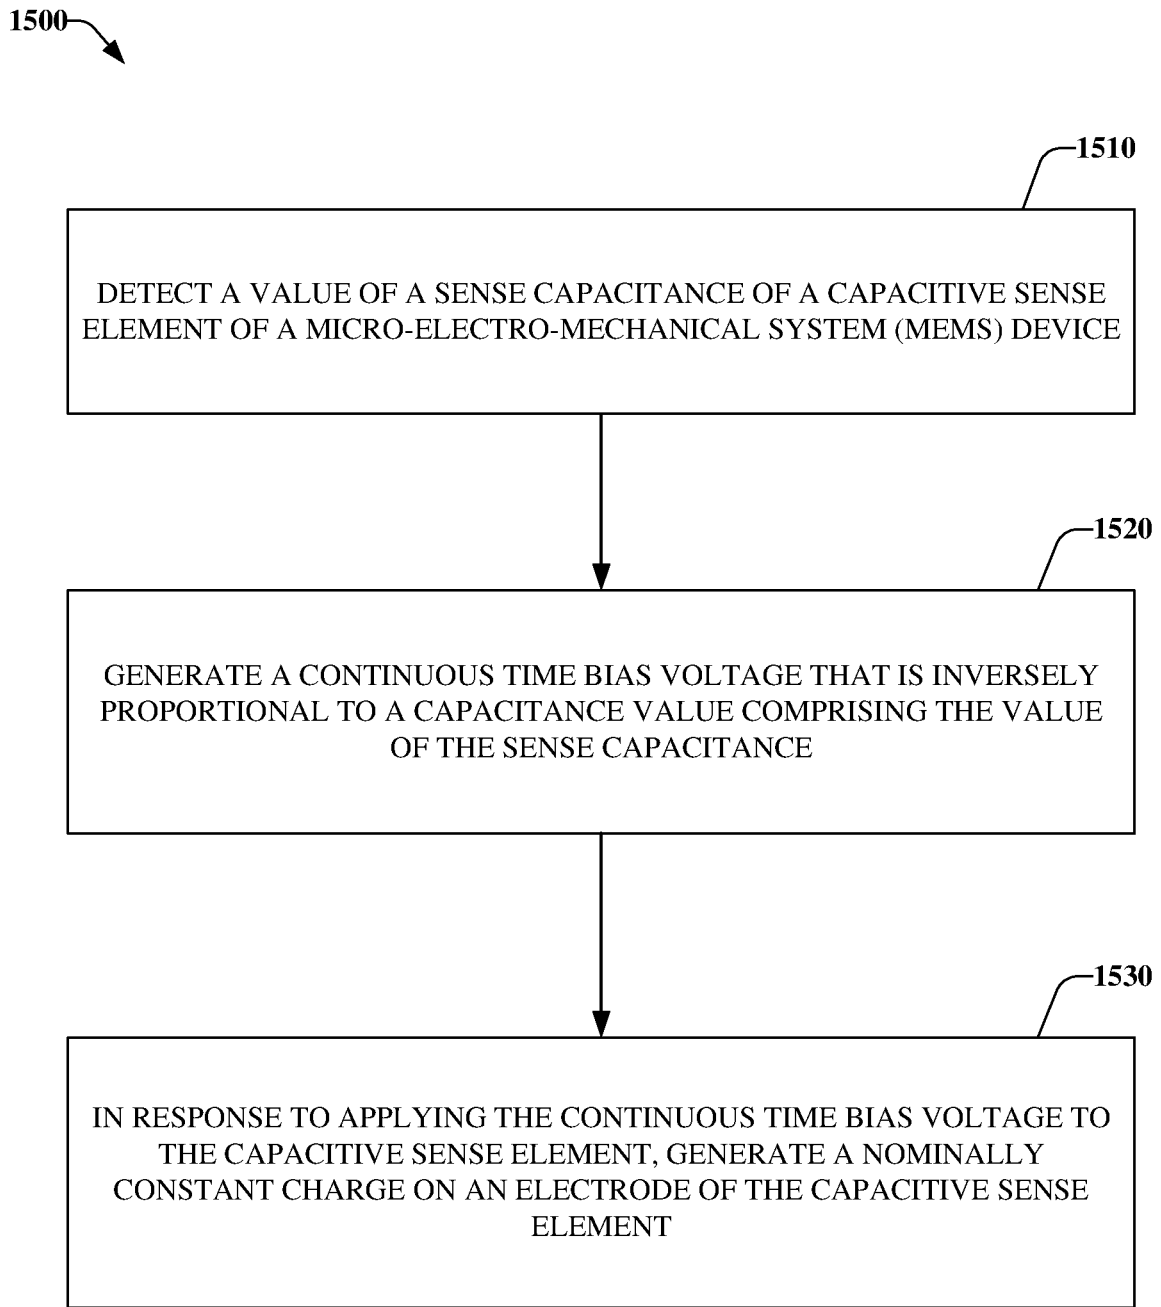 1500
1510
DETECT A VALUE OF A SENSE CAPACITANCE OF A CAPACITIVE SENSE
ELEMENT OF A MICRO-ELECTRO-MECHANICAL SYSTEM (MEMS) DEVICE
1520
GENERATE A CONTINUOUS TIME BIAS VOLTAGE THAT IS INVERSELY
PROPORTIONAL TO A CAPACITANCE VALUE COMPRISING THE VALUE
OF THE SENSE CAPACITANCE
1530
IN RESPONSE TO APPLYING THE CONTINUOUS TIME BIAS VOLTAGE TO
THE CAPACITIVE SENSE ELEMENT, GENERATE A NOMINALLY
CONSTANT CHARGE ON AN ELECTRODE OF THE CAPACITIVE SENSE
ELEMENT